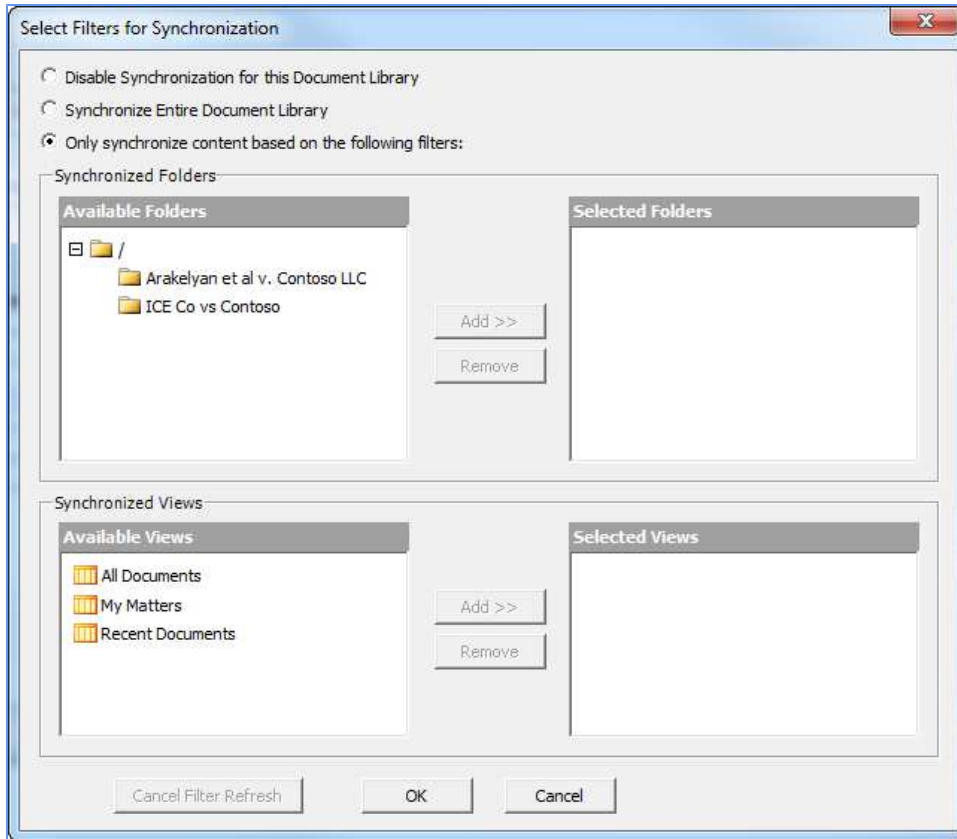 Select Filters for Synchronization
Disable Synchronization for this Document Library
Synchronize Entire Document Library
Only synchronize content based on the following filters:
Synchronized Folders
Available Folders
Selected Folders
/
Arakelyan et al v. Contoso LLC
ICE Co vs Contoso
Add >>
Remove
Synchronized Views
Available Views
Selected Views
All Documents
My Matters
Recent Documents
Add >>
Remove
Cancel Filter Refresh
OK
Cancel